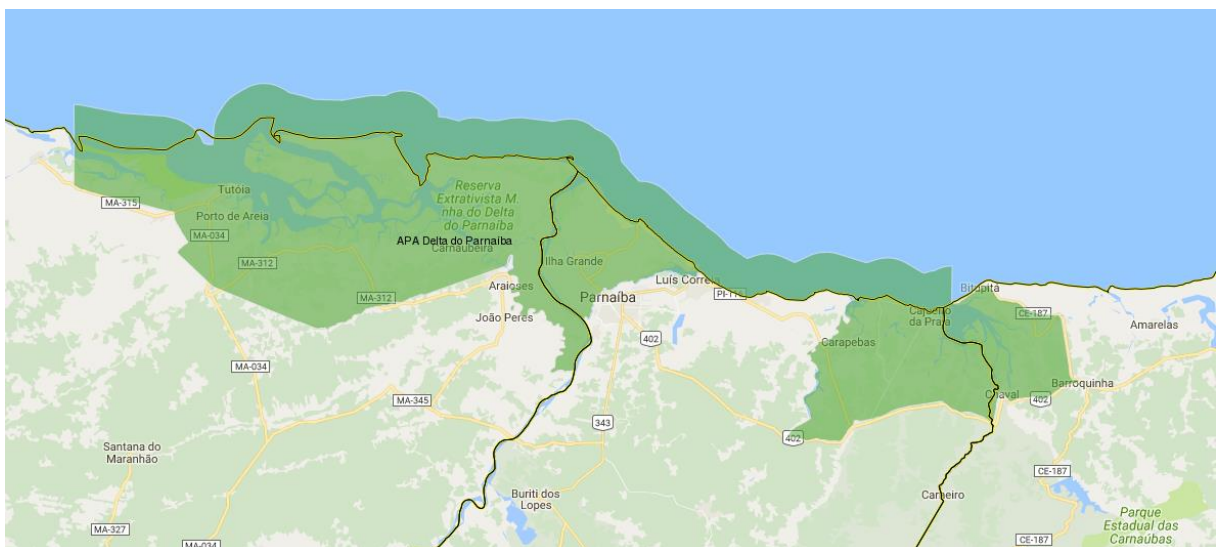 MA-315
Tutóia
Porto de Areia
MA-034
MA-312
Reserva
Extrativista M.
nha do Delta
do Parnaíba
APA Delta do Parnaíba
Carnaubeira
Ilha Grande
MA-312
Araioses
João Peres
Luís Correia
Parnaíba
PI-11
402
Bitupitá
Cajueiro
da Praia
CE-187
Amarelas
Carapebas
MA-034
Chaval
Barroquinha
402
MA-345
343
402
Santana do
Maranhão
Buriti dos
Lopes
Carneiro
CE-187
Parque
Estadual das
Carnaúbas
MA-327
MA-034
CE-187